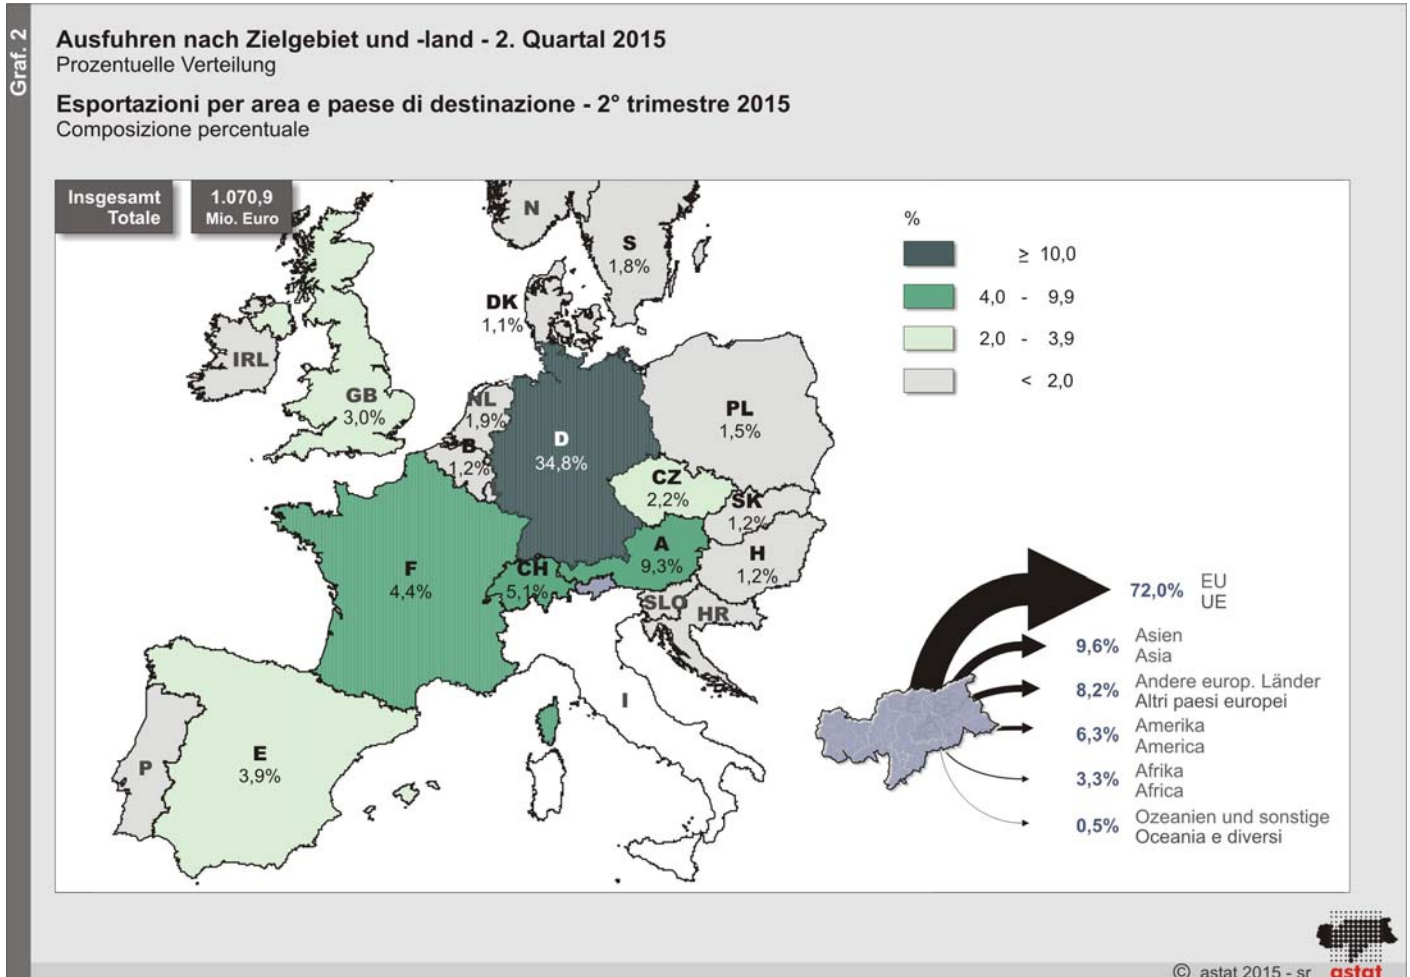 Graf. 2
Ausfuhren nach Zielgebiet und -land - 2. Quartal 2015
Prozentuelle Verteilung
Esportazioni per area e paese di destinazione - 2° trimestre 2015
Composizione percentuale
Insgesamt
Totale
1.070,9
Mio. Euro
N
S
1,8%
DK
1,1%
IRL
GB
3,0%
NL
1,9%
B
1,2%
D
34,8%
PL
1,5%
CZ
2,2%
SK
1,2%
F
4,4%
CH
5,1%
A
9,3%
H
1,2%
SLO
HR
I
P
E
3,9%
%
≥ 10,0
4,0 - 9,9
2,0 - 3,9
< 2,0
72,0%
EU
UE
9,6%
Asien
Asia
8,2%
Andere europ. Länder
Altri paesi europei
6,3%
Amerika
America
3,3%
Afrika
Africa
0,5%
Ozeanien und sonstige
Oceania e diversi
© astat 2015 - sr
astat